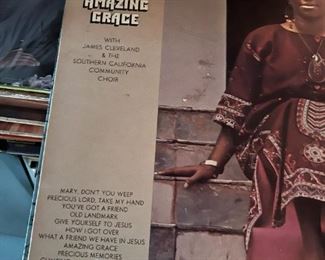 AMAZING
GRACE
WITH
JAMES CLEVELAND
& THE
SOUTHERN CALIFORNIA
COMMUNITY
CHOIR
MARY, DON'T YOU WEEP
PRECIOUS LORD, TAKE MY HAND
YOU'VE GOT A FRIEND
OLD LANDMARK
GIVE YOURSELF TO JESUS
HOW I GOT OVER
WHAT A FRIEND WE HAVE IN JESUS
AMAZING GRACE
PRECIOUS MEMORIES